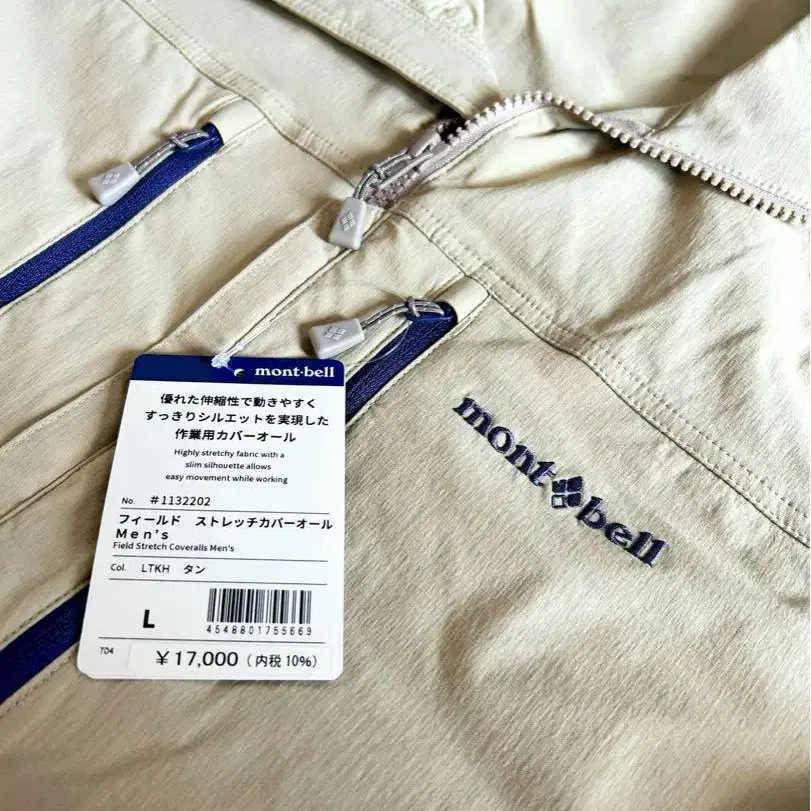 mont·bell
優れた伸縮性で動きやすく
すっきりシルエットを実現した
作業用カバーオール
Highly stretchy fabric with a
slim silhouette allows
easy movement while working
No. #1132202
フィールド ストレッチカバーオール
Men's
Field Stretch Coveralls Men's
Col. LTKH タン
L
4548801755669
704
¥17,000(内税10%)
mont bell